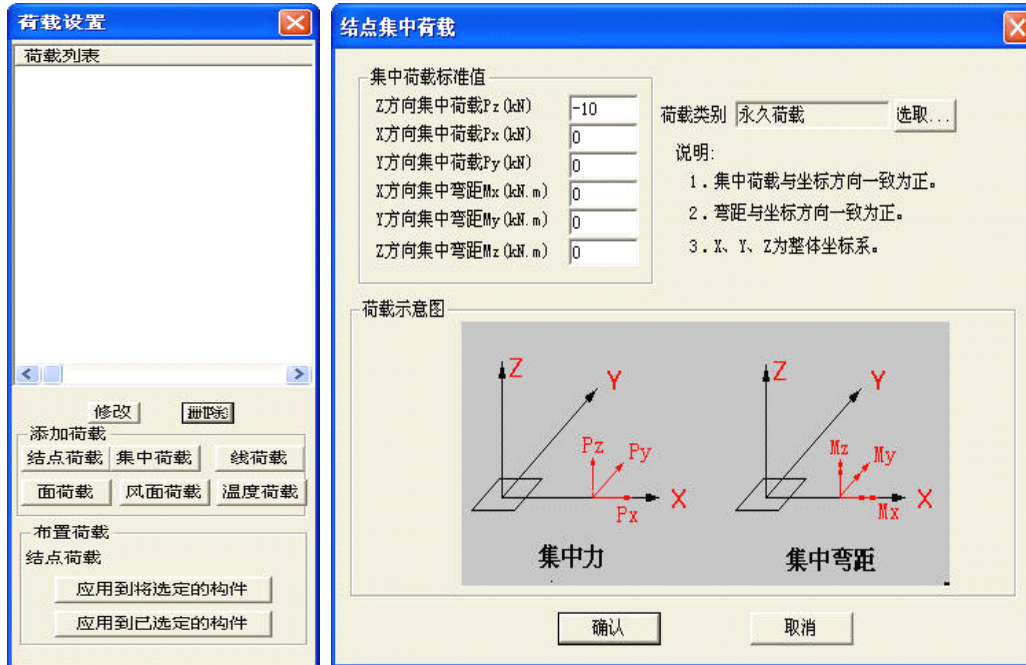 荷载设置
荷载列表
修改
删除
添加荷载
结点荷载 集中荷载 线荷载
面荷载 风面荷载 温度荷载
布置荷载
结点荷载
应用到将选定的构件
应用到已选定的构件
结点集中荷载
集中荷载标准值
Z方向集中荷载Pz(kN) -10
X方向集中荷载Px(kN) 0
Y方向集中荷载Py(kN) 0
X方向集中弯距Mx(kN.m) 0
Y方向集中弯距My(kN.m) 0
Z方向集中弯距Mz(kN.m) 0
荷载类别 永久荷载 选取...
说明:
1.集中荷载与坐标方向一致为正。
2.弯距与坐标方向一致为正。
3.X、Y、Z为整体坐标系。
荷载示意图
Z
Y
Pz
Py
X
Px
集中力
Z
Y
Mz
My
X
Mx
集中弯距
确认
取消